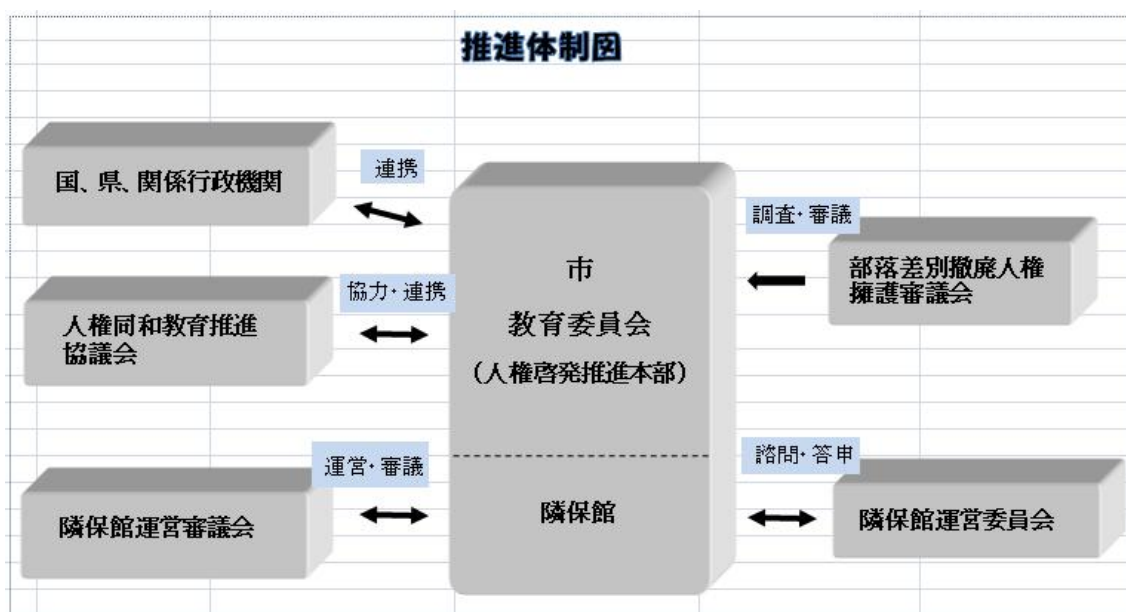 推進体制図
国、県、関係行政機関
連携
人権同和教育推進
協議会
協力・連携
隣保館運営審議会
運営・審議
市
教育委員会
（人権啓発推進本部）
隣保館
調査・審議
部落差別撤廃人権
擁護審議会
諮問・答申
隣保館運営委員会